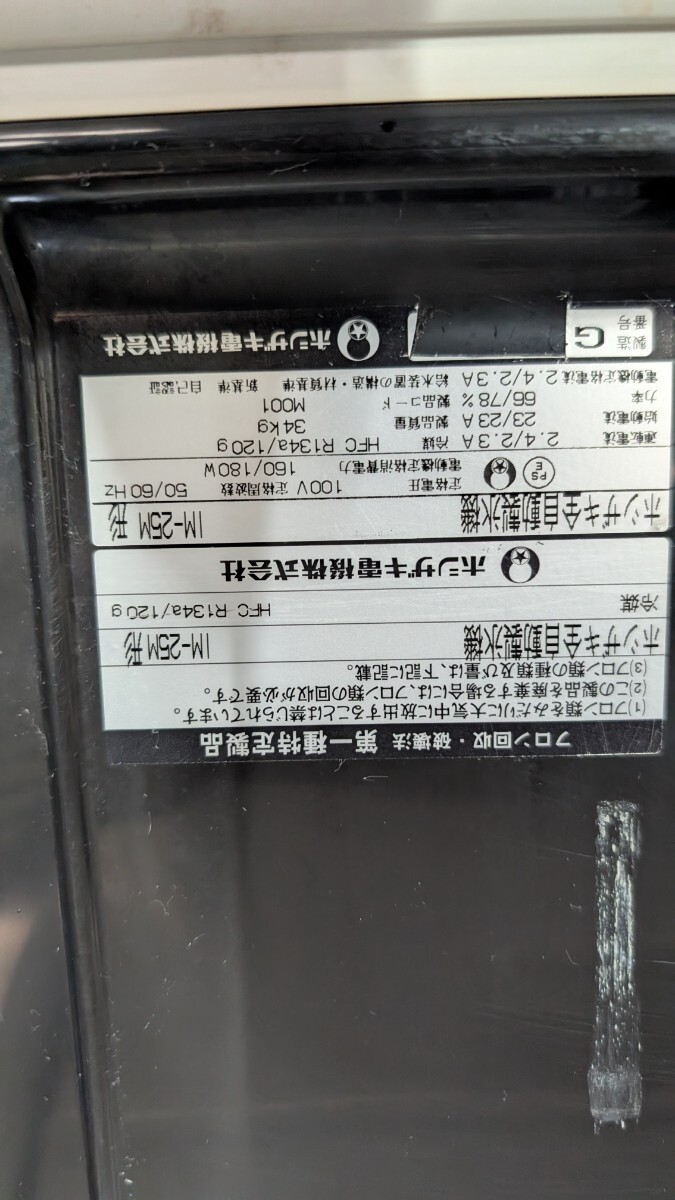 フロン回収・破壊法 第一種特定製品
(1)フロン類をみだりに大気中に放出することは禁じられています。
(2)この製品を廃棄する場合には、フロン類の回収が必要です。
(3)フロン類の種類及び量は、下記に記載。
ホシザキ全自動製氷機 IM-25M形
冷媒 HFC R134a/120g
ホシザキ電機株式会社
ホシザキ全自動製氷機 IM-25M形
定格電圧 100V 定格周波数 50/60Hz
PS E 電動機定格消費電力 160/180W
運転電流 2.4/2.3A 冷媒 HFC R134a/120g
始動電流 23/23A 製品質量 34kg
力率 66/78% 製品コード M001
電動機定格電流 2.4/2.3A 給水装置の構造・材質基準 新基準 自己認証
製造番号 G ホシザキ電機株式会社